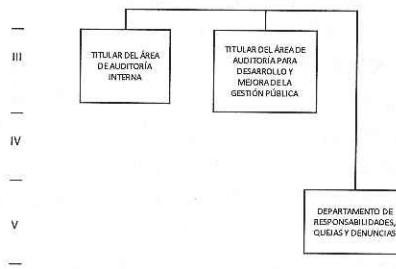 III
TITULAR DEL ÁREA
DE AUDITORÍA
INTERNA
TITULAR DEL ÁREA DE
AUDITORÍA PARA
DESARROLLO Y
MEJORA DE LA
GESTIÓN PÚBLICA
IV
V
DEPARTAMENTO DE
RESPONSABILIDADES,
QUEJAS Y DENUNCIAS